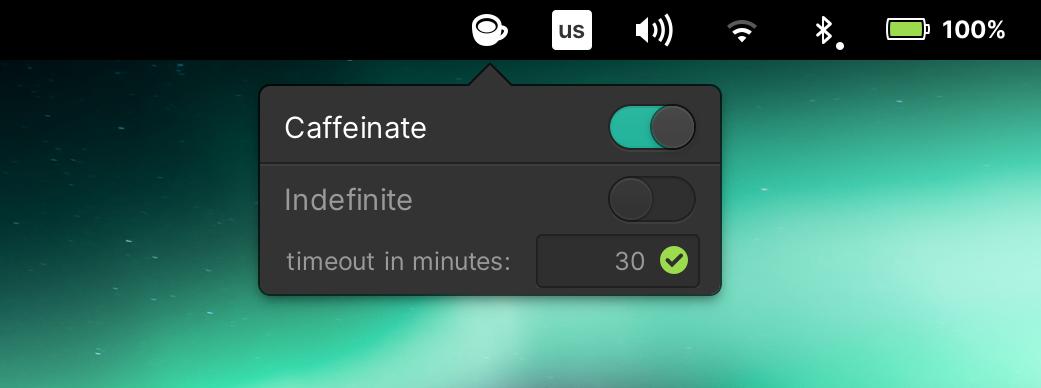 us
100%
Caffeinate
Indefinite
timeout in minutes:
30